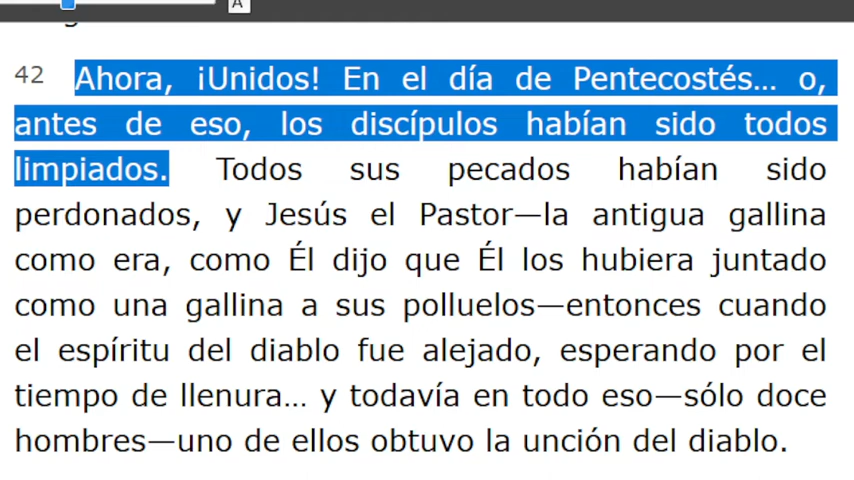 A
42 Ahora, ¡Unidos! En el día de Pentecostés... o,
antes de eso, los discípulos habían sido todos
limpiados. Todos sus pecados habían sido
perdonados, y Jesús el Pastor—la antigua gallina
como era, como Él dijo que Él los hubiera juntado
como una gallina a sus polluelos—entonces cuando
el espíritu del diablo fue alejado, esperando por el
tiempo de llenura... y todavía en todo eso—sólo doce
hombres—uno de ellos obtuvo la unción del diablo.